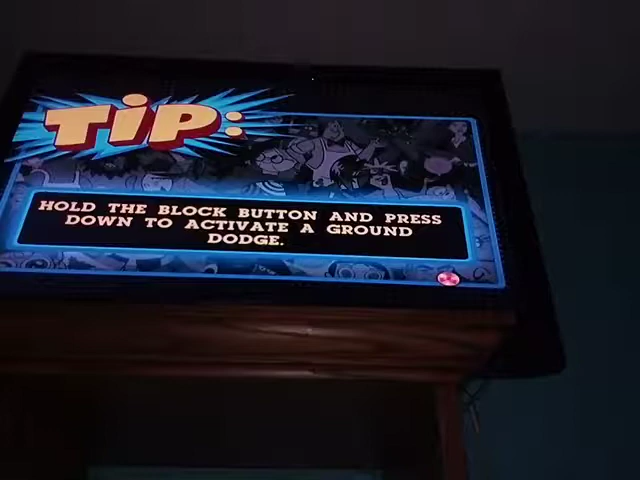 TIP:
HOLD THE BLOCK BUTTON AND PRESS
DOWN TO ACTIVATE A GROUND
DODGE.